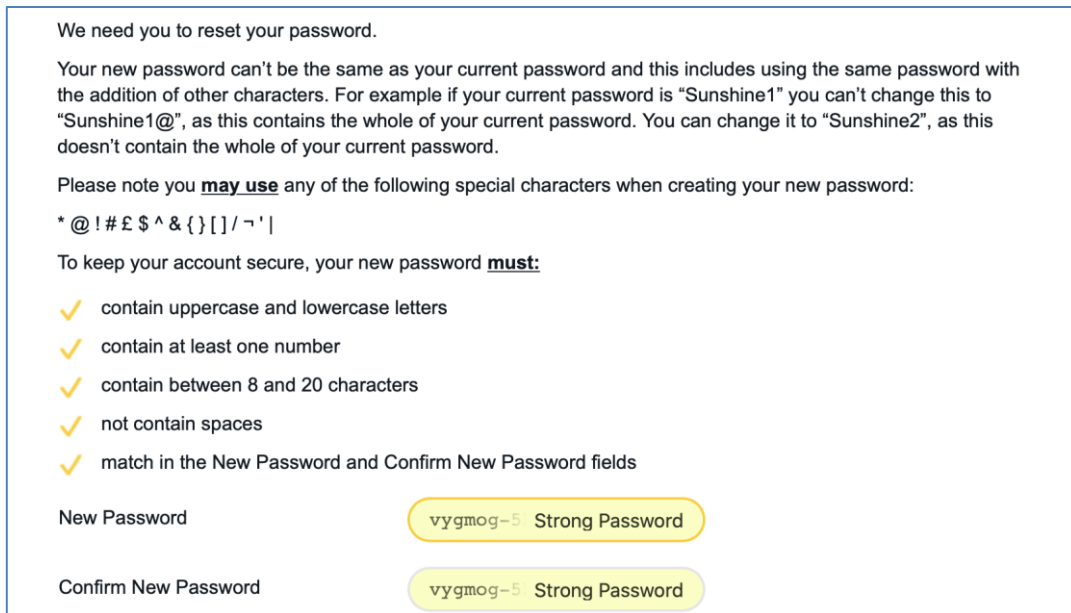 We need you to reset your password.
Your new password can’t be the same as your current password and this includes using the same password with
the addition of other characters. For example if your current password is “Sunshine1” you can’t change this to
“Sunshine1@”, as this contains the whole of your current password. You can change it to “Sunshine2”, as this
doesn’t contain the whole of your current password.
Please note you may use any of the following special characters when creating your new password:
* @ ! # £ $ ^ & { } [ ] / ¬ ' |
To keep your account secure, your new password must:
contain uppercase and lowercase letters
contain at least one number
contain between 8 and 20 characters
not contain spaces
match in the New Password and Confirm New Password fields
New Password vygmog-5 Strong Password
Confirm New Password vygmog-5 Strong Password